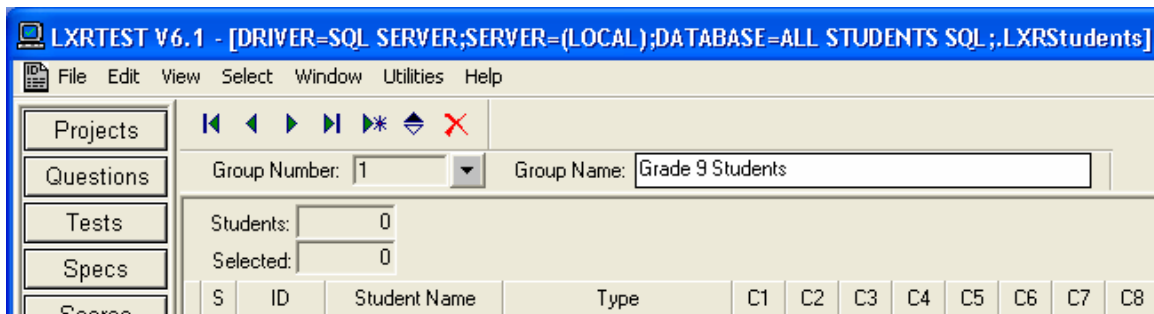 LXRTEST V6.1 - [DRIVER=SQL SERVER;SERVER=(LOCAL);DATABASE=ALL STUDENTS SQL;.LXRStudents]
File Edit View Select Window Utilities Help
Projects
Group Number: 1 Group Name: Grade 9 Students
Questions
Tests
Students: 0
Specs
Selected: 0
S ID Student Name Type C1 C2 C3 C4 C5 C6 C7 C8